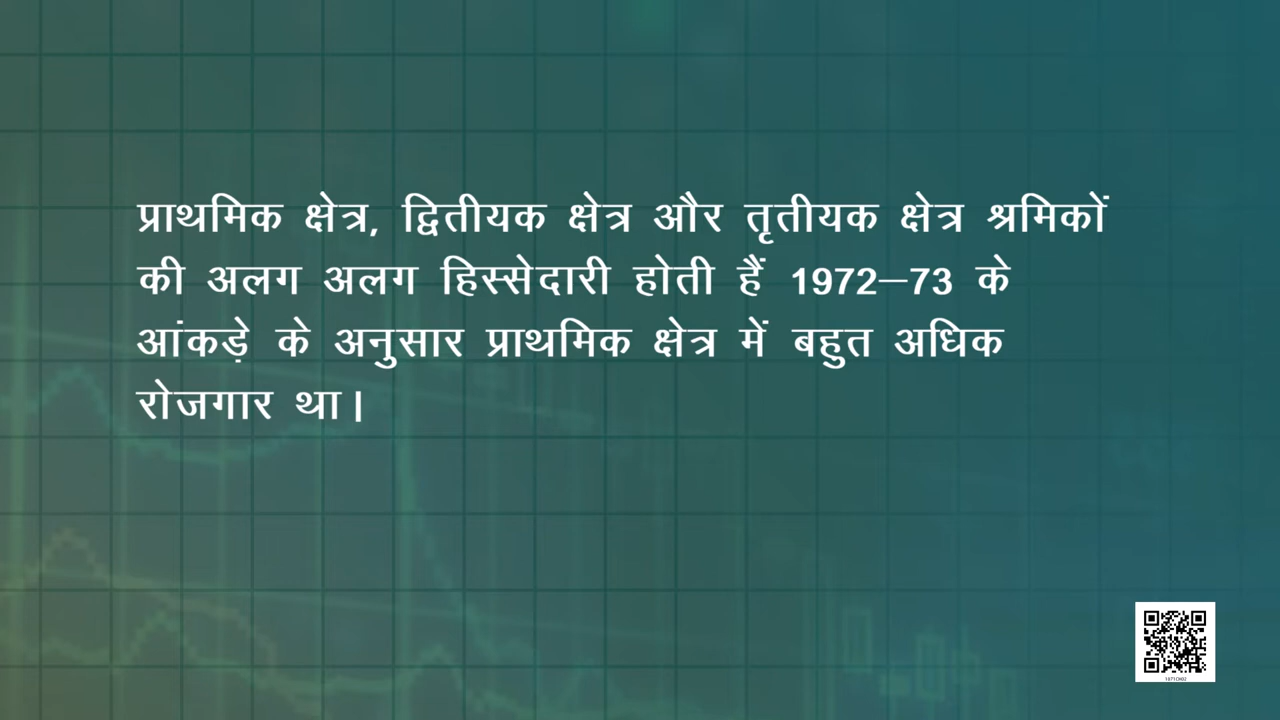 प्राथमिक क्षेत्र, द्वितीयक क्षेत्र और तृतीयक क्षेत्र श्रमिकों
की अलग अलग हिस्सेदारी होती हैं 1972–73 के
आंकड़े के अनुसार प्राथमिक क्षेत्र में बहुत अधिक
रोजगार था।